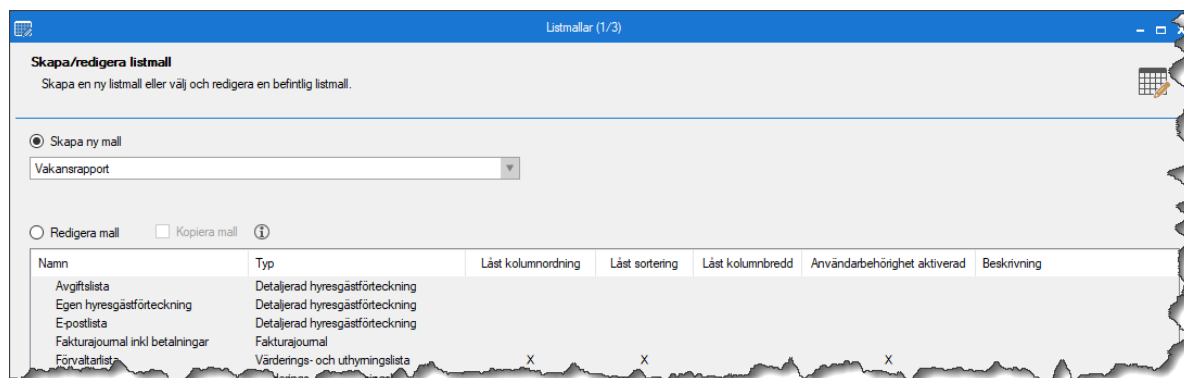 Listmallar (1/3)
Skapa/redigera listmall
Skapa en ny listmall eller välj och redigera en befintlig listmall.
Skapa ny mall
Vakansrapport
Redigera mall Kopiera mall
Namn Typ Låst kolumnordning Låst sortering Låst kolumnbredd Användarbehörighet aktiverad Beskrivning
Avgiftslista Detaljerad hyresgästförteckning
Egen hyresgästförteckning Detaljerad hyresgästförteckning
E-postlista Detaljerad hyresgästförteckning
Fakturajournal inkl betalningar Fakturajournal
Förvaltarlista Värderings- och uthyrningslista X X X